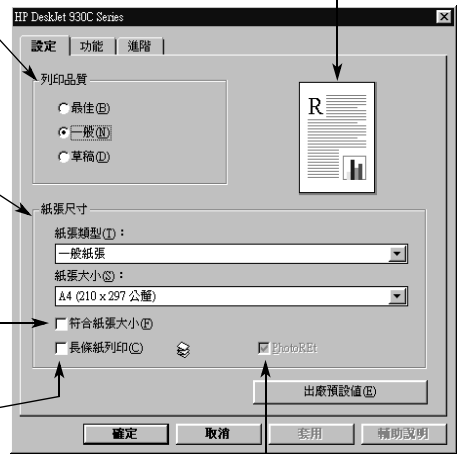 HP DeskJet 930C Series
設定 功能 進階
列印品質
最佳(B)
一般(N)
草稿(D)
R
紙張尺寸
紙張類型(T)：
一般紙張
紙張大小(S)：
A4 (210 x 297 公釐)
符合紙張大小(F)
長條紙列印(C)
PhotoREt
出廠預設值(E)
確定 取消 套用 輔助說明